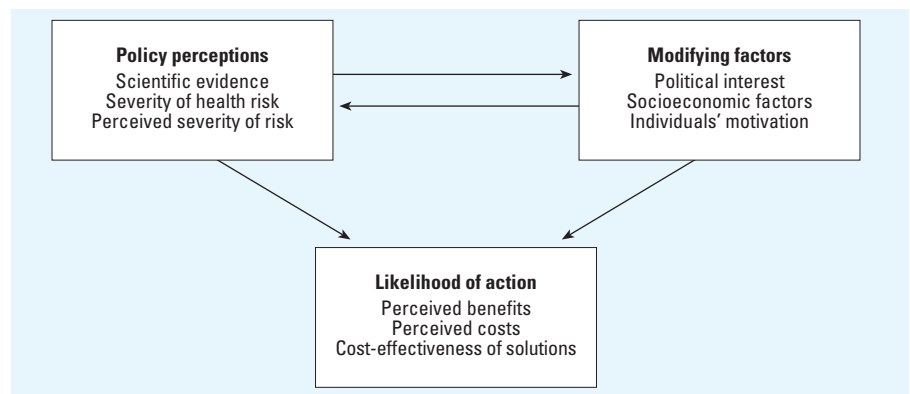 Policy perceptions
Scientific evidence
Severity of health risk
Perceived severity of risk
Modifying factors
Political interest
Socioeconomic factors
Individuals’ motivation
Likelihood of action
Perceived benefits
Perceived costs
Cost-effectiveness of solutions